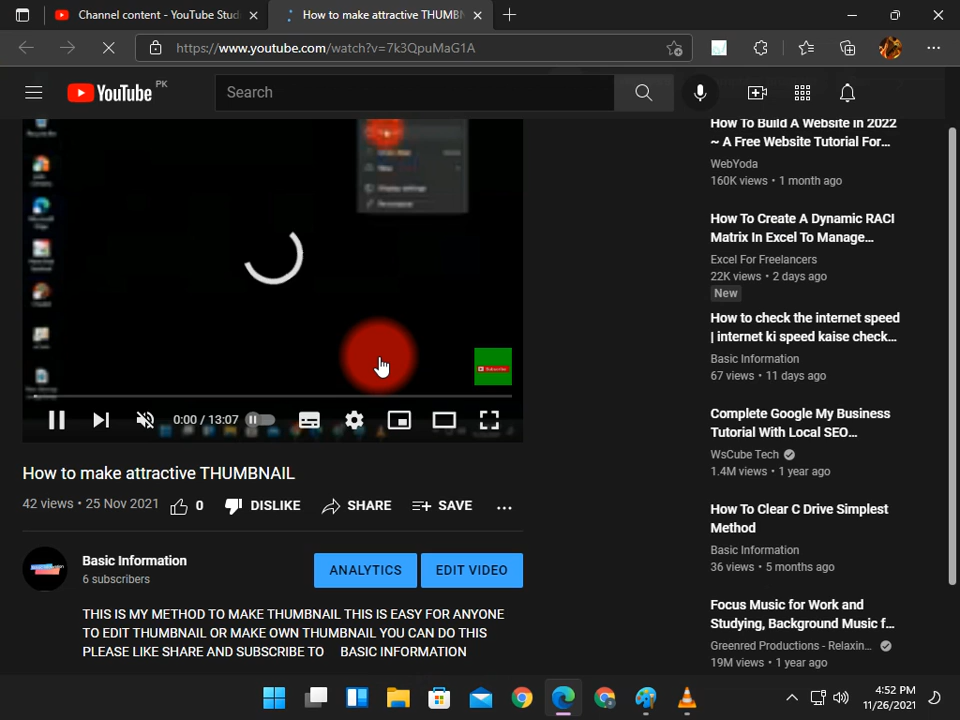 Channel content - YouTube Studi
How to make attractive THUMBN
https://www.youtube.com/watch?v=7k3QpuMaG1A
YouTube PK
Search
How To Build A Website in 2022
~ A Free Website Tutorial For...
WebYoda
160K views • 1 month ago
How To Create A Dynamic RACI
Matrix In Excel To Manage...
Excel For Freelancers
22K views • 2 days ago
New
How to check the internet speed
| internet ki speed kaise check...
Basic Information
67 views • 11 days ago
Complete Google My Business
Tutorial With Local SEO...
WsCube Tech
1.4M views • 1 year ago
How To Clear C Drive Simplest
Method
Basic Information
36 views • 5 months ago
Focus Music for Work and
Studying, Background Music f...
Greenred Productions - Relaxin...
19M views • 1 year ago
Display settings
Subscribe
0:00 / 13:07
How to make attractive THUMBNAIL
42 views • 25 Nov 2021
0 DISLIKE SHARE SAVE ...
Basic Information
6 subscribers
ANALYTICS EDIT VIDEO
THIS IS MY METHOD TO MAKE THUMBNAIL THIS IS EASY FOR ANYONE
TO EDIT THUMBNAIL OR MAKE OWN THUMBNAIL YOU CAN DO THIS
PLEASE LIKE SHARE AND SUBSCRIBE TO BASIC INFORMATION
4:52 PM
11/26/2021